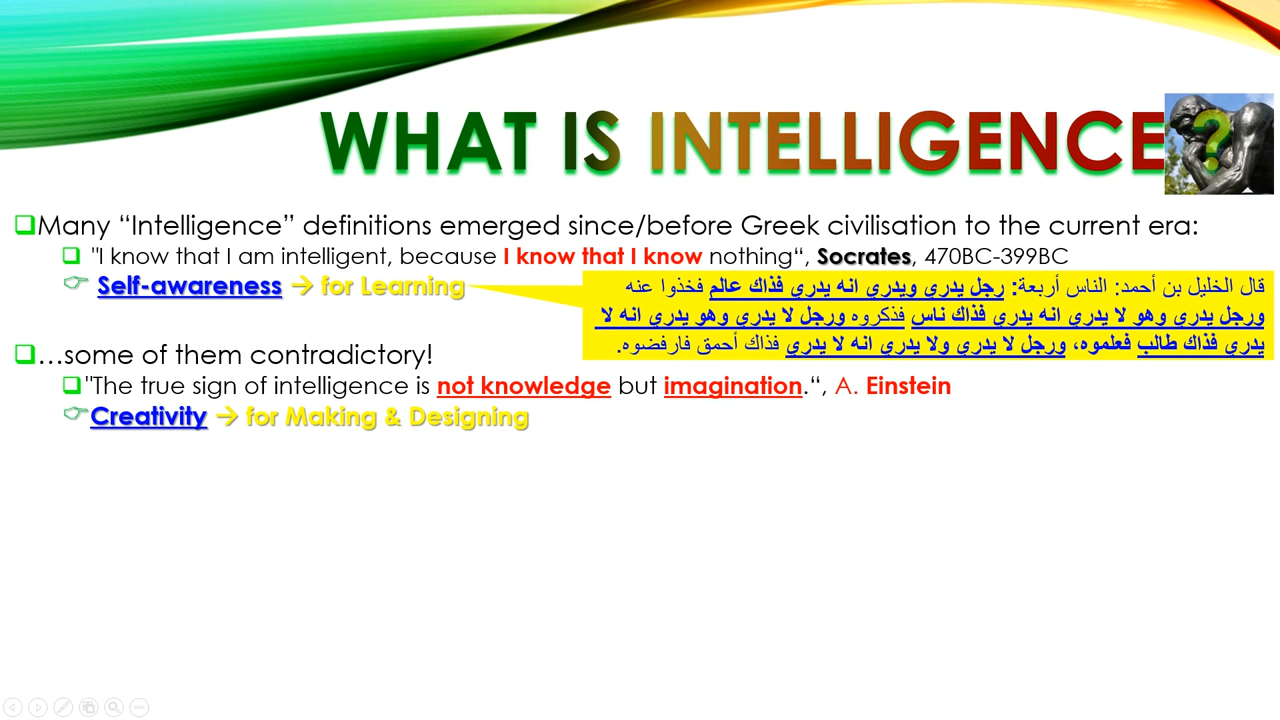 WHAT IS INTELLIGENCE?
Many “Intelligence” definitions emerged since/before Greek civilisation to the current era:
"I know that I am intelligent, because I know that I know nothing“, Socrates, 470BC-399BC
Self-awareness → for Learning
قال الخليل بن أحمد: الناس أربعة: رجل يدري ويدري انه يدري فذاك عالم فخذوا عنه
ورجل يدري وهو لا يدري انه يدري فذاك ناس فذكروه ورجل لا يدري وهو يدري انه لا
يدري فذاك طالب فعلموه، ورجل لا يدري ولا يدري انه لا يدري فذاك أحمق فارفضوه.
...some of them contradictory!
"The true sign of intelligence is not knowledge but imagination.“, A. Einstein
Creativity → for Making & Designing